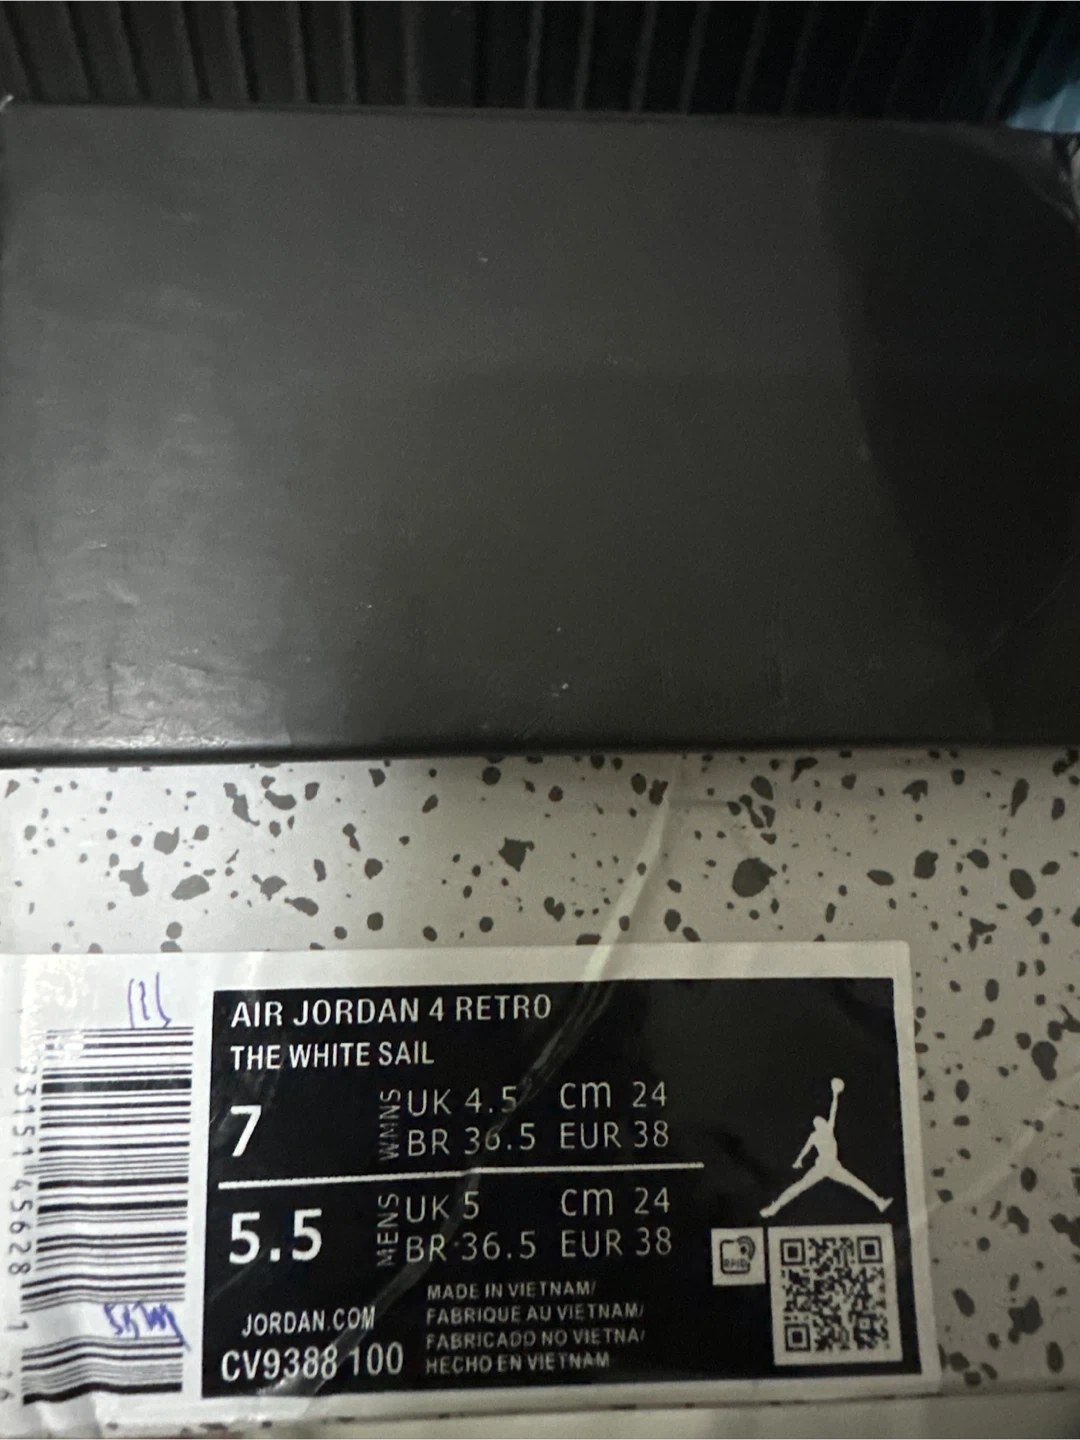 AIR JORDAN 4 RETRO
THE WHITE SAIL
7 WMNS UK 4.5 cm 24
BR 36.5 EUR 38
5.5 MENS UK 5 cm 24
BR 36.5 EUR 38
MADE IN VIETNAM/
FABRIQUE AU VIETNAM/
FABRICADO NO VIETNA/
HECHO EN VIETNAM
JORDAN.COM
CV9388 100
RFID